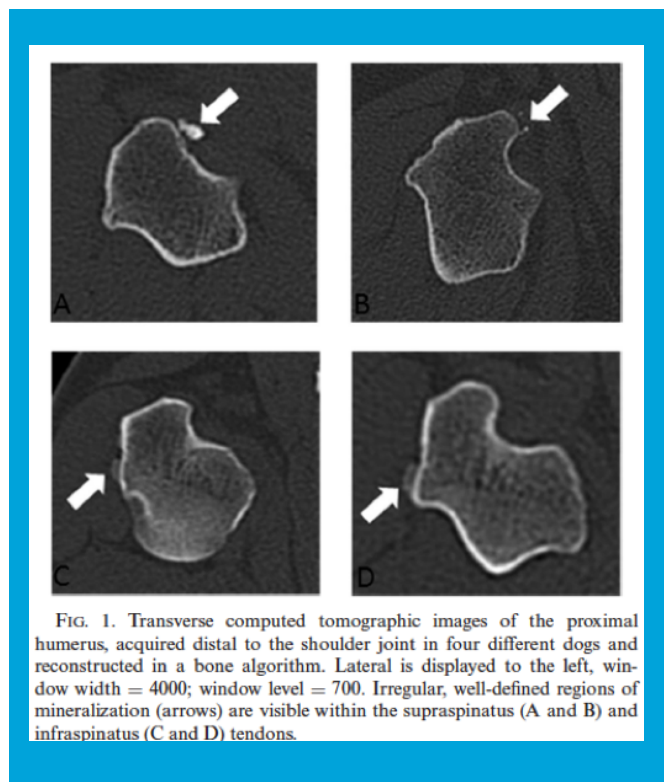 A
B
C
D
FIG. 1. Transverse computed tomographic images of the proximal
humerus, acquired distal to the shoulder joint in four different dogs and
reconstructed in a bone algorithm. Lateral is displayed to the left, win-
dow width = 4000; window level = 700. Irregular, well-defined regions of
mineralization (arrows) are visible within the supraspinatus (A and B) and
infraspinatus (C and D) tendons.